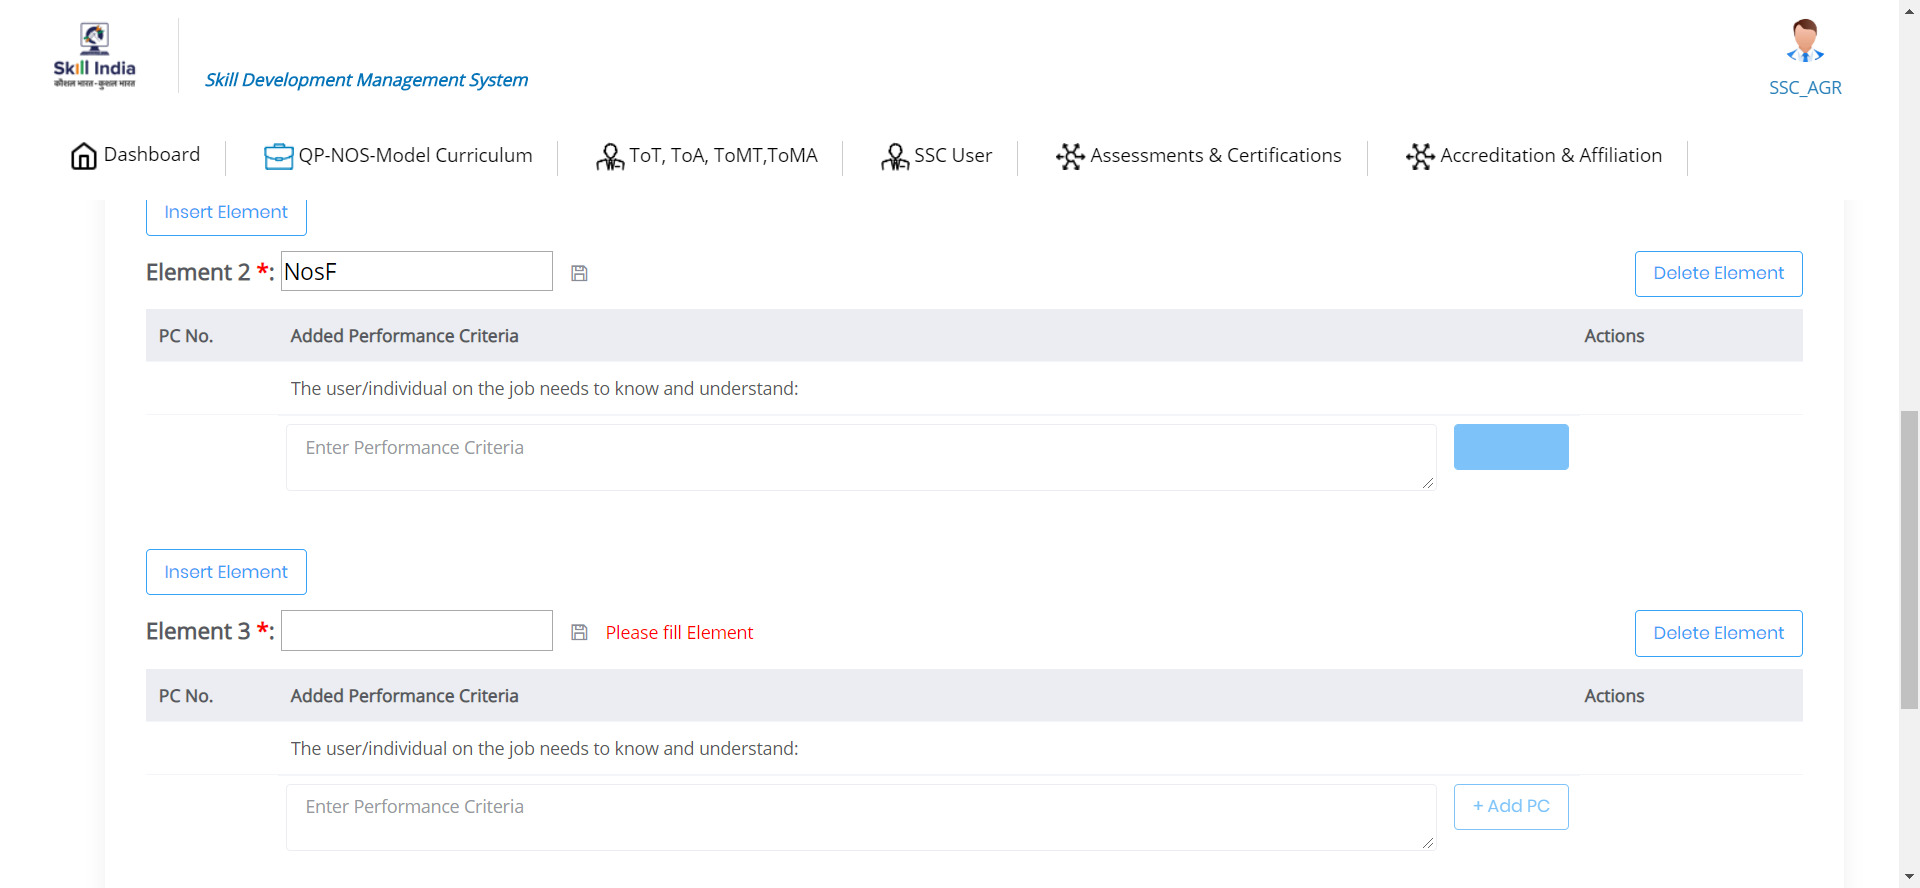 Skill India
कौशल भारत - कुशल भारत
Skill Development Management System
SSC_AGR
Dashboard
QP-NOS-Model Curriculum
ToT, ToA, ToMT,ToMA
SSC User
Assessments & Certifications
Accreditation & Affiliation
Insert Element
Element 2 *: NosF
Delete Element
PC No. Added Performance Criteria Actions
The user/individual on the job needs to know and understand:
Enter Performance Criteria
Insert Element
Element 3 *: Please fill Element
Delete Element
PC No. Added Performance Criteria Actions
The user/individual on the job needs to know and understand:
Enter Performance Criteria
+ Add PC